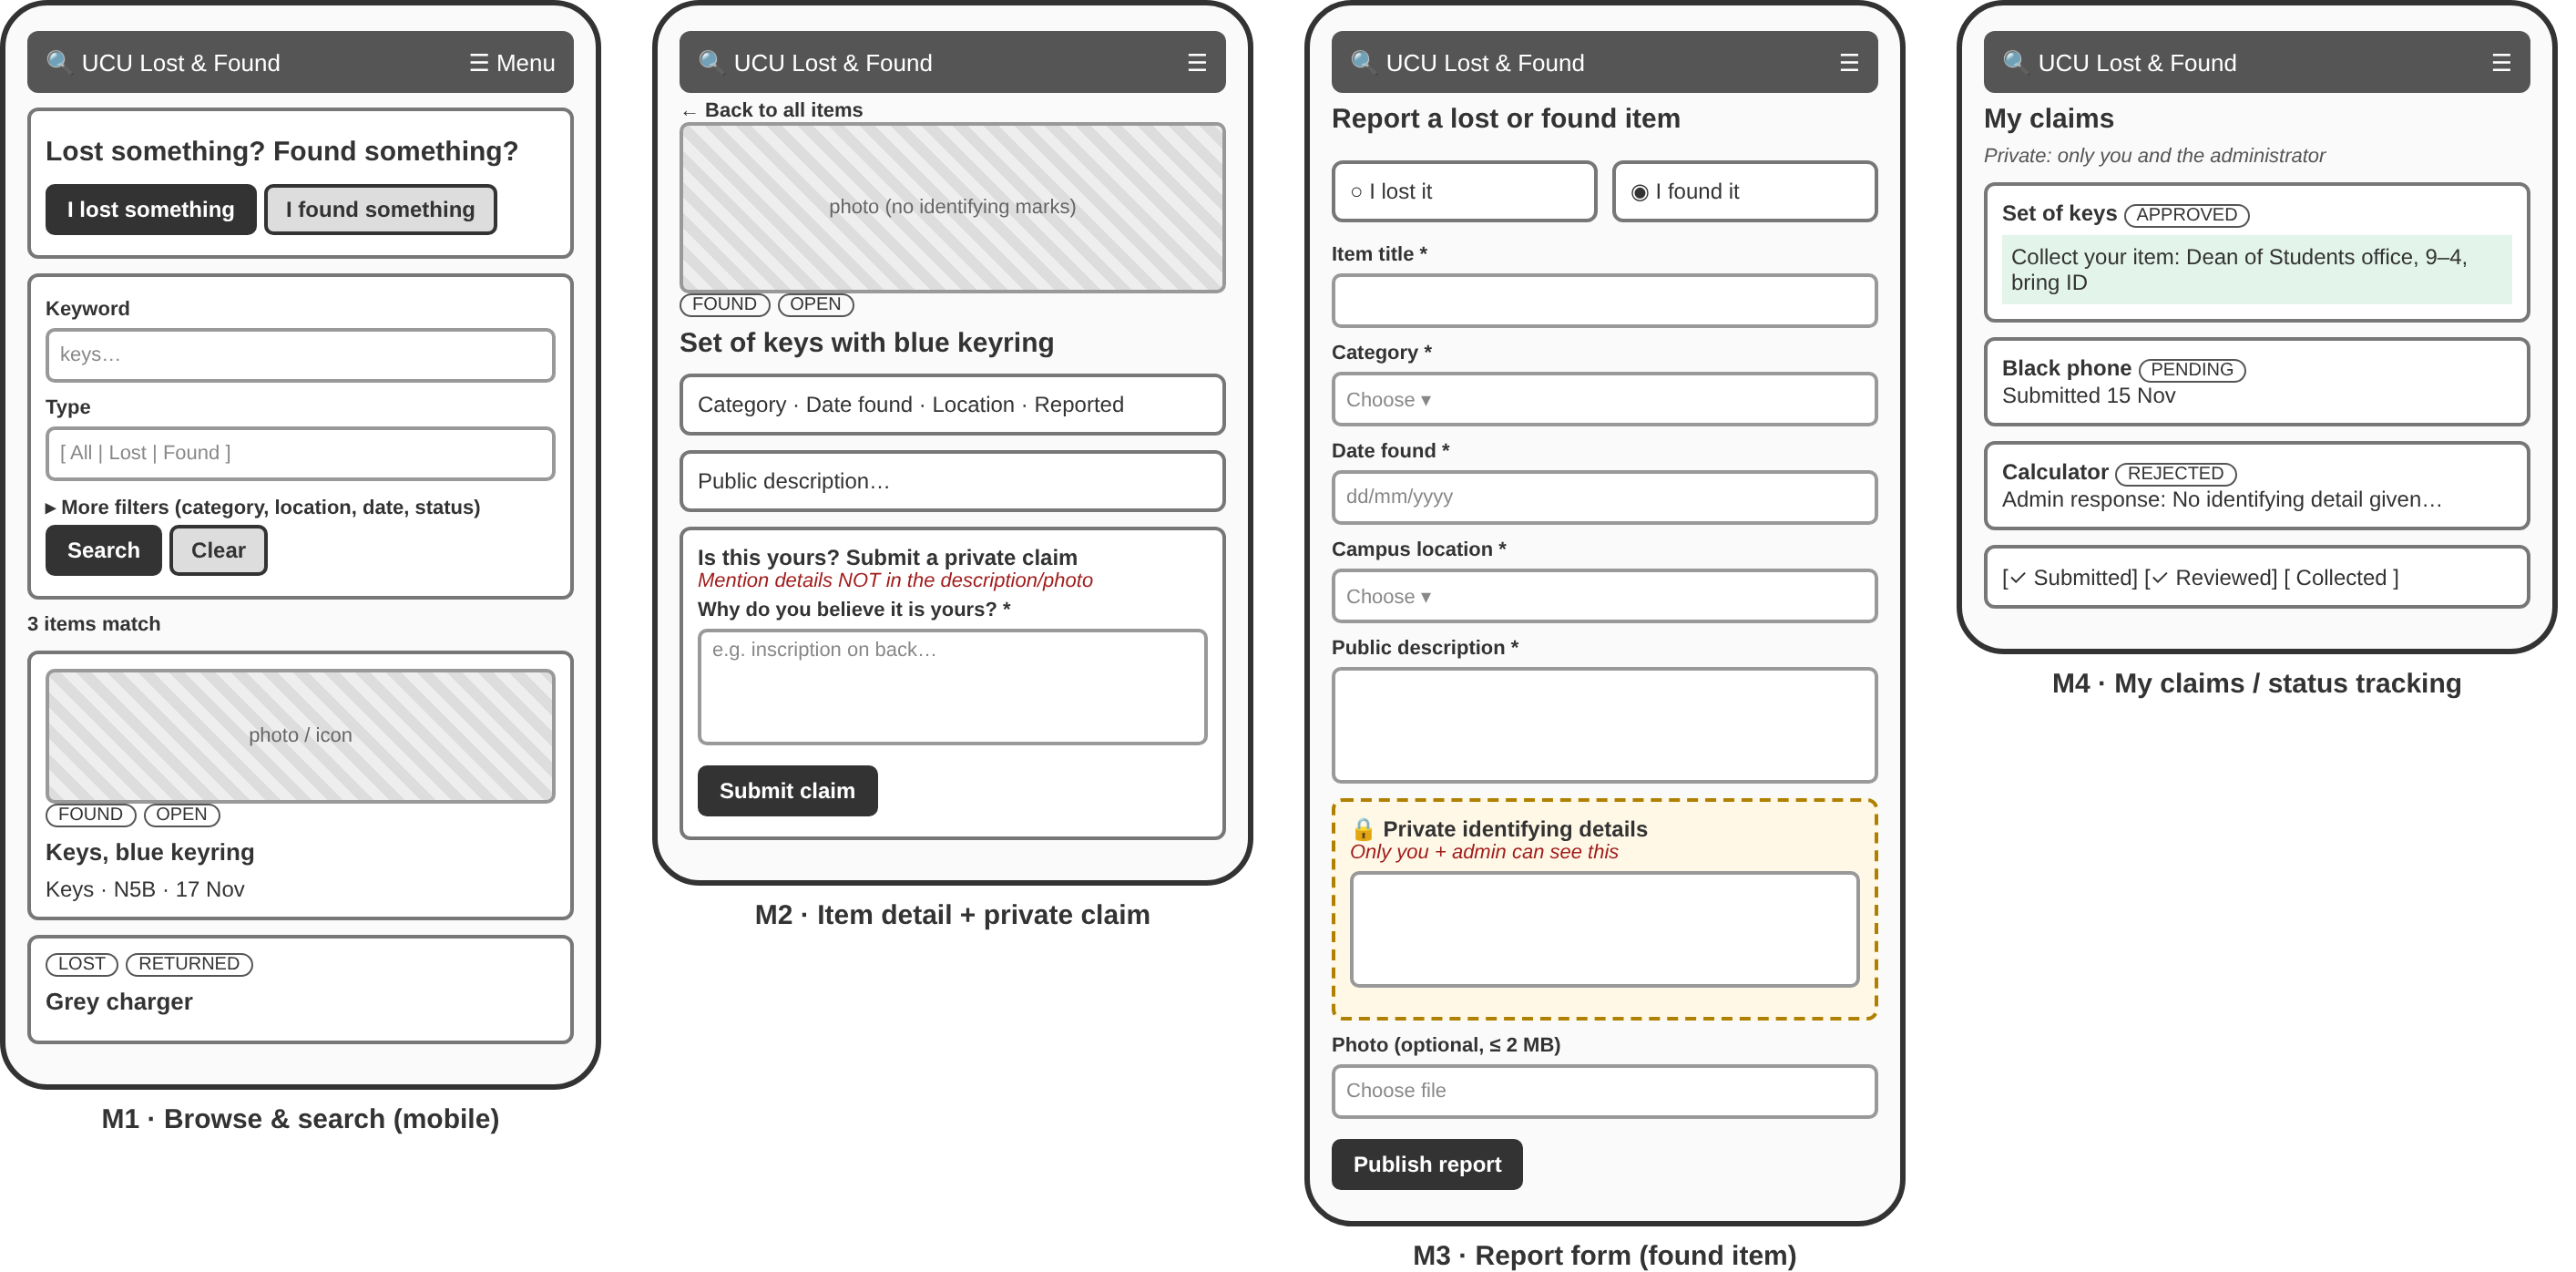 🔍 UCU Lost & Found ☰ Menu
Lost something? Found something?
I lost something I found something
Keyword
keys…
Type
[ All | Lost | Found ]
▸ More filters (category, location, date, status)
Search Clear
3 items match
photo / icon
FOUND OPEN
Keys, blue keyring
Keys · N5B · 17 Nov
LOST RETURNED
Grey charger
M1 · Browse & search (mobile)
🔍 UCU Lost & Found ☰
← Back to all items
photo (no identifying marks)
FOUND OPEN
Set of keys with blue keyring
Category · Date found · Location · Reported
Public description…
Is this yours? Submit a private claim
Mention details NOT in the description/photo
Why do you believe it is yours? *
e.g. inscription on back…
Submit claim
M2 · Item detail + private claim
🔍 UCU Lost & Found ☰
Report a lost or found item
○ I lost it ◉ I found it
Item title *
Category *
Choose ▾
Date found *
dd/mm/yyyy
Campus location *
Choose ▾
Public description *
🔒 Private identifying details
Only you + admin can see this
Photo (optional, ≤ 2 MB)
Choose file
Publish report
M3 · Report form (found item)
🔍 UCU Lost & Found ☰
My claims
Private: only you and the administrator
Set of keys APPROVED
Collect your item: Dean of Students office, 9–4,
bring ID
Black phone PENDING
Submitted 15 Nov
Calculator REJECTED
Admin response: No identifying detail given…
[✓ Submitted] [✓ Reviewed] [ Collected ]
M4 · My claims / status tracking